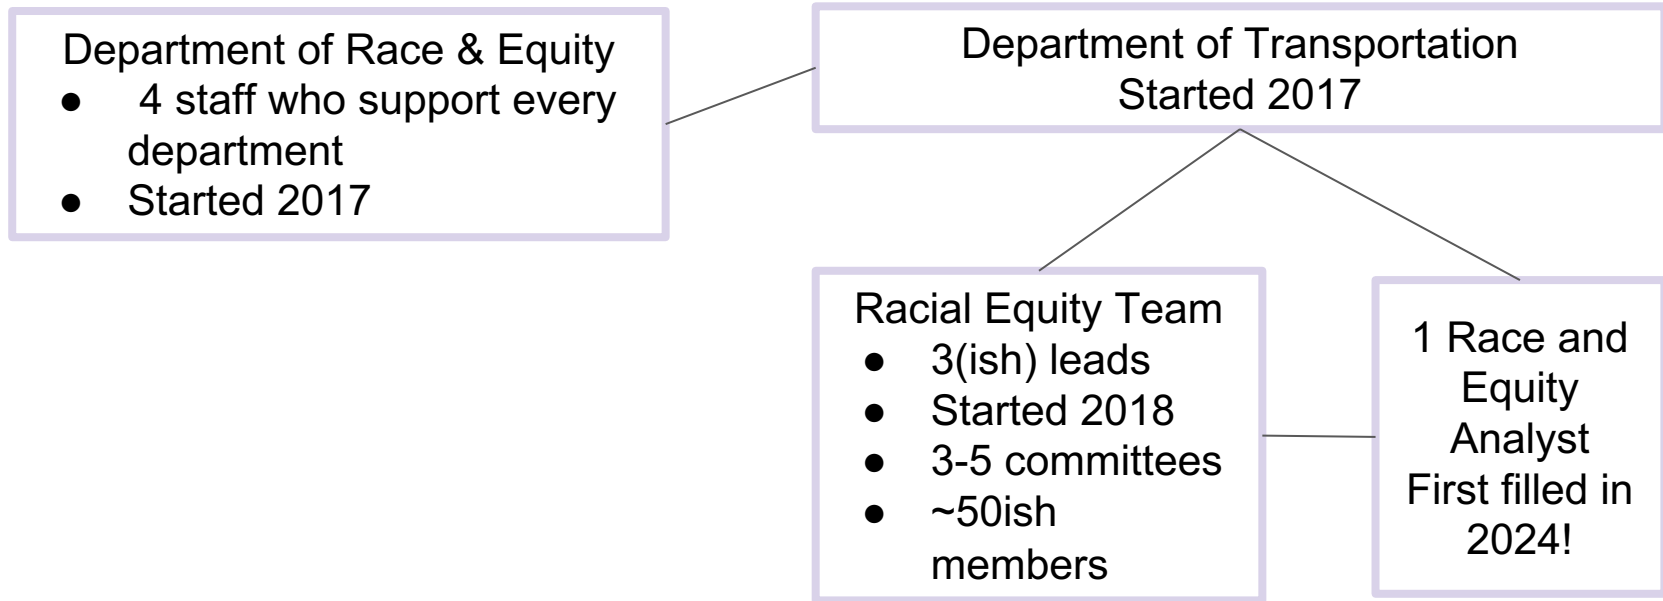 Department of Race & Equity
● 4 staff who support every
department
● Started 2017
Department of Transportation
Started 2017
Racial Equity Team
● 3(ish) leads
● Started 2018
● 3-5 committees
● ~50ish
members
1 Race and
Equity
Analyst
First filled in
2024!